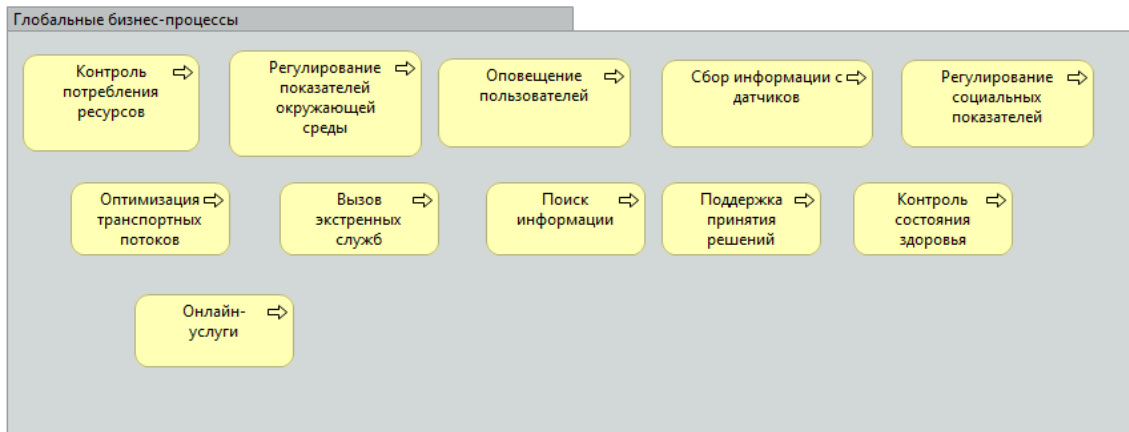 Глобальные бизнес-процессы
Контроль
потребления
ресурсов
Регулирование
показателей
окружающей
среды
Оповещение
пользователей
Сбор информации с
датчиков
Регулирование
социальных
показателей
Оптимизация
транспортных
потоков
Вызов
экстренных
служб
Поиск
информации
Поддержка
принятия
решений
Контроль
состояния
здоровья
Онлайн-
услуги